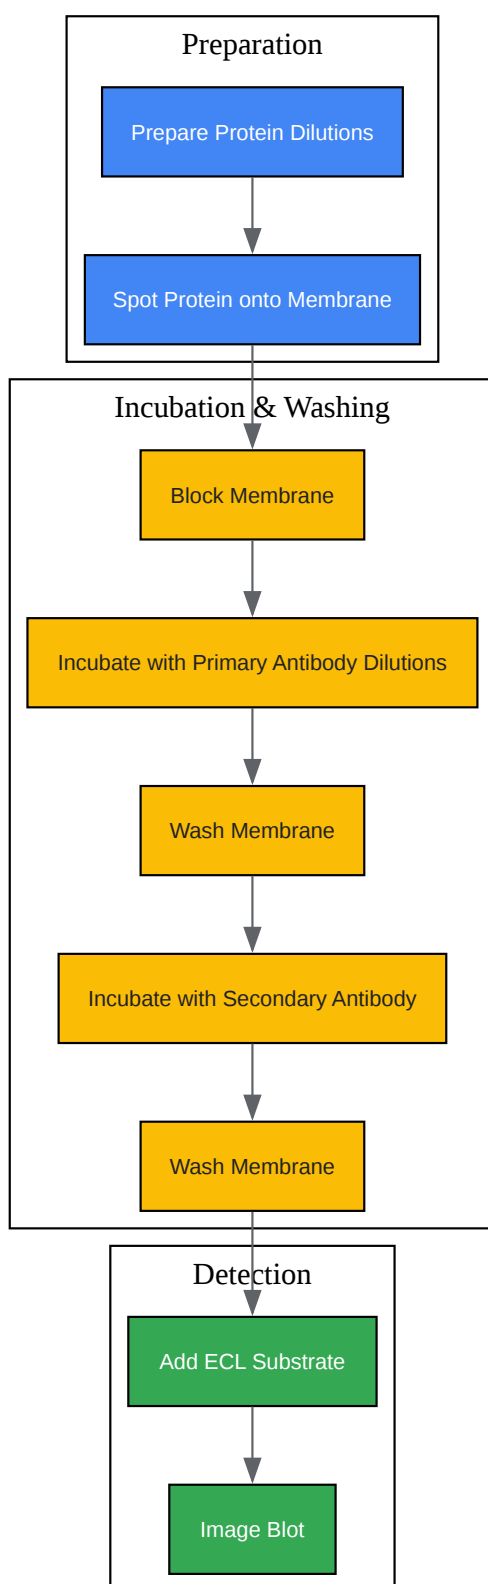 Preparation
Prepare Protein Dilutions
Spot Protein onto Membrane
Incubation & Washing
Block Membrane
Incubate with Primary Antibody Dilutions
Wash Membrane
Incubate with Secondary Antibody
Wash Membrane
Detection
Add ECL Substrate
Image Blot